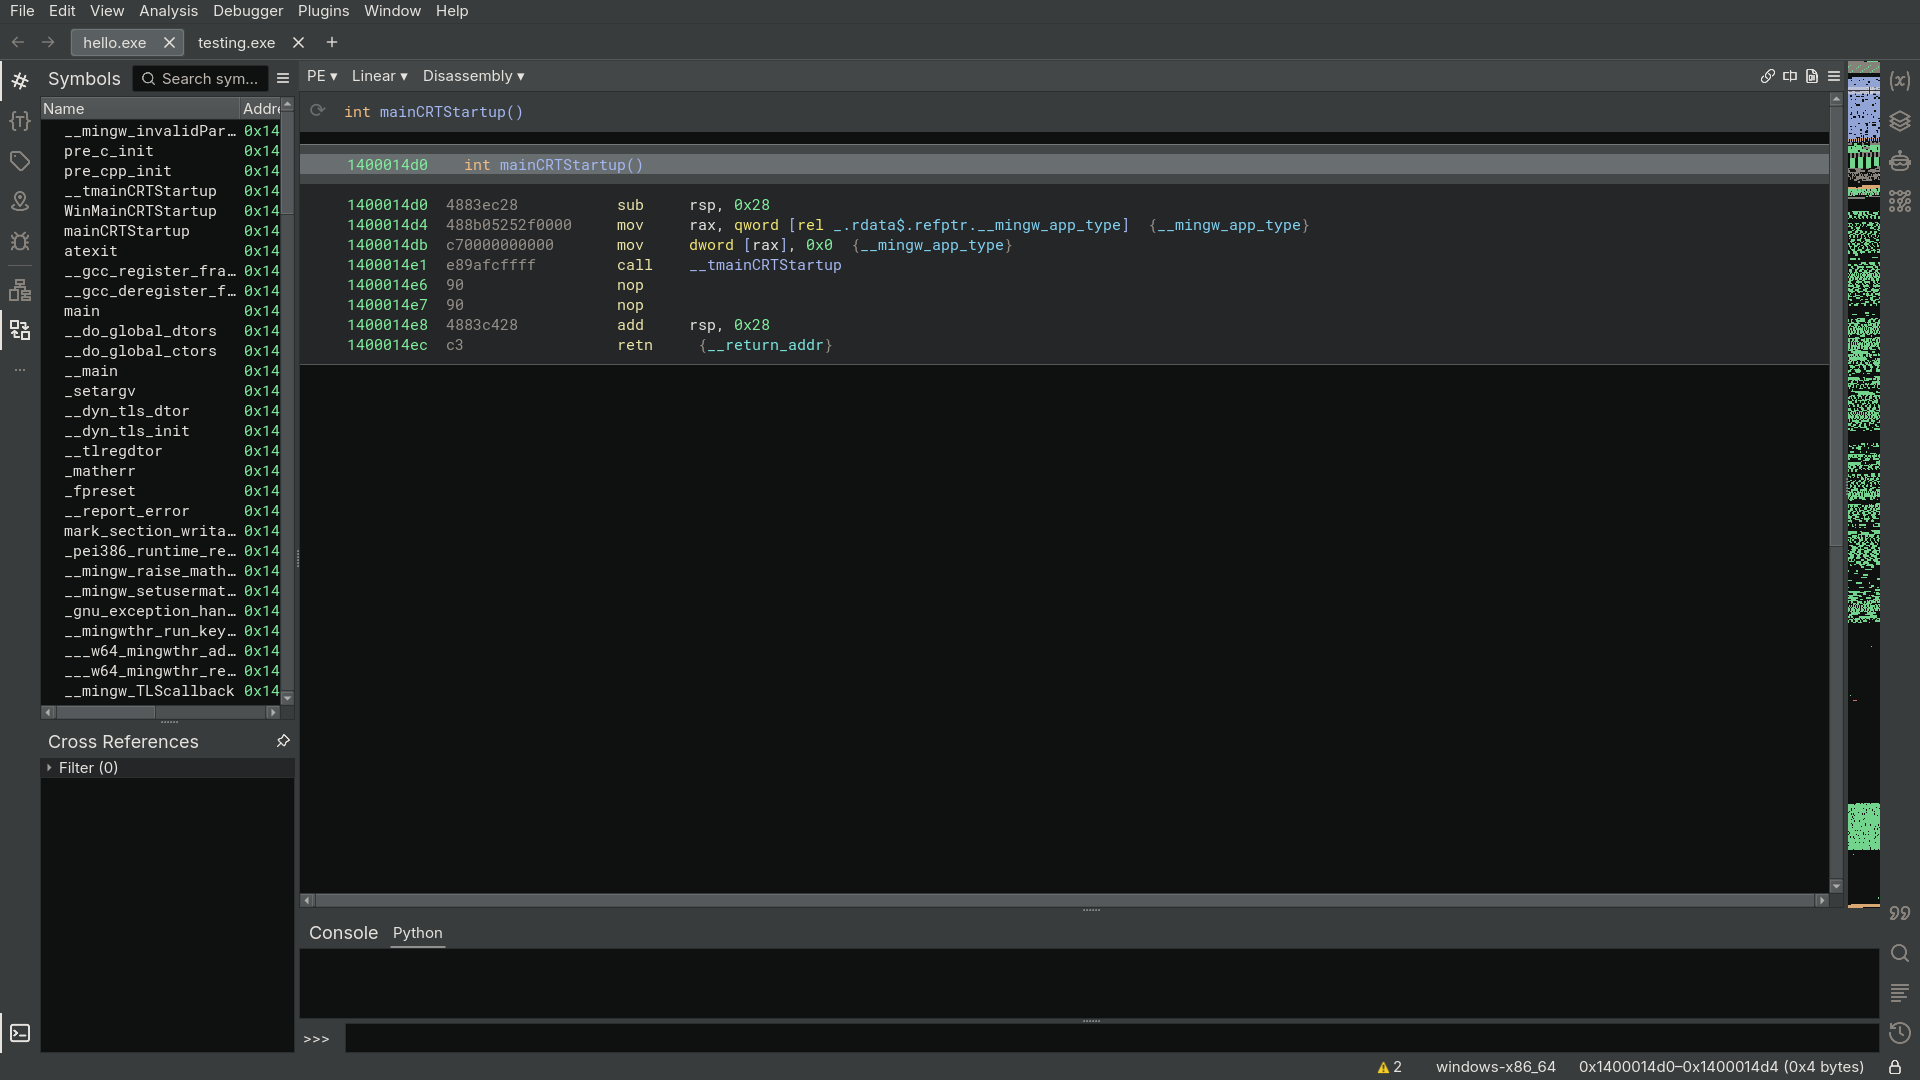 File Edit View Analysis Debugger Plugins Window Help
hello.exe testing.exe
Symbols Search sym...
Name Addre
__mingw_invalidPar… 0x14
pre_c_init 0x14
pre_cpp_init 0x14
__tmainCRTStartup 0x14
WinMainCRTStartup 0x14
mainCRTStartup 0x14
atexit 0x14
__gcc_register_fra… 0x14
__gcc_deregister_f… 0x14
main 0x14
__do_global_dtors 0x14
__do_global_ctors 0x14
__main 0x14
_setargv 0x14
__dyn_tls_dtor 0x14
__dyn_tls_init 0x14
__tlregdtor 0x14
_matherr 0x14
_fpreset 0x14
__report_error 0x14
mark_section_writa… 0x14
_pei386_runtime_re… 0x14
__mingw_raise_math… 0x14
__mingw_setusermat… 0x14
_gnu_exception_han… 0x14
__mingwthr_run_key… 0x14
___w64_mingwthr_ad… 0x14
___w64_mingwthr_re… 0x14
__mingw_TLScallback 0x14
Cross References
Filter (0)
PE ▾ Linear ▾ Disassembly ▾
int mainCRTStartup()
1400014d0 int mainCRTStartup()
1400014d0 4883ec28 sub rsp, 0x28
1400014d4 488b05252f0000 mov rax, qword [rel _.rdata$.refptr.__mingw_app_type] {__mingw_app_type}
1400014db c70000000000 mov dword [rax], 0x0 {__mingw_app_type}
1400014e1 e89afcffff call __tmainCRTStartup
1400014e6 90 nop
1400014e7 90 nop
1400014e8 4883c428 add rsp, 0x28
1400014ec c3 retn {__return_addr}
Console Python
>>>
2 windows-x86_64 0x1400014d0–0x1400014d4 (0x4 bytes)